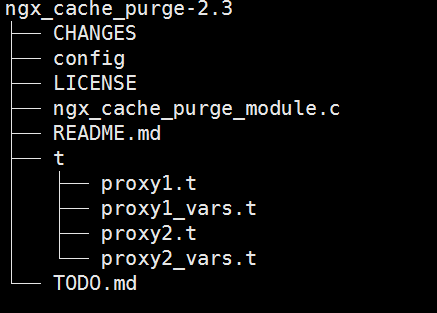 ngx_cache_purge-2.3
├── CHANGES
├── config
├── LICENSE
├── ngx_cache_purge_module.c
├── README.md
├── t
│   ├── proxy1.t
│   ├── proxy1_vars.t
│   ├── proxy2.t
│   └── proxy2_vars.t
└── TODO.md